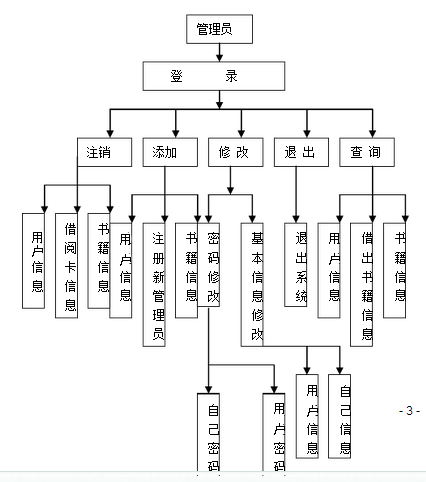 管理员
登 录
注销
添加
修 改
退 出
查 询
用户信息
借阅卡信息
书籍信息
用户信息
注册新管理员
书籍信息
密码修改
基本信息修改
退出系统
用户信息
借出书籍信息
书籍信息
用户信息
自己信息
自己密码
用户密码
- 3 -